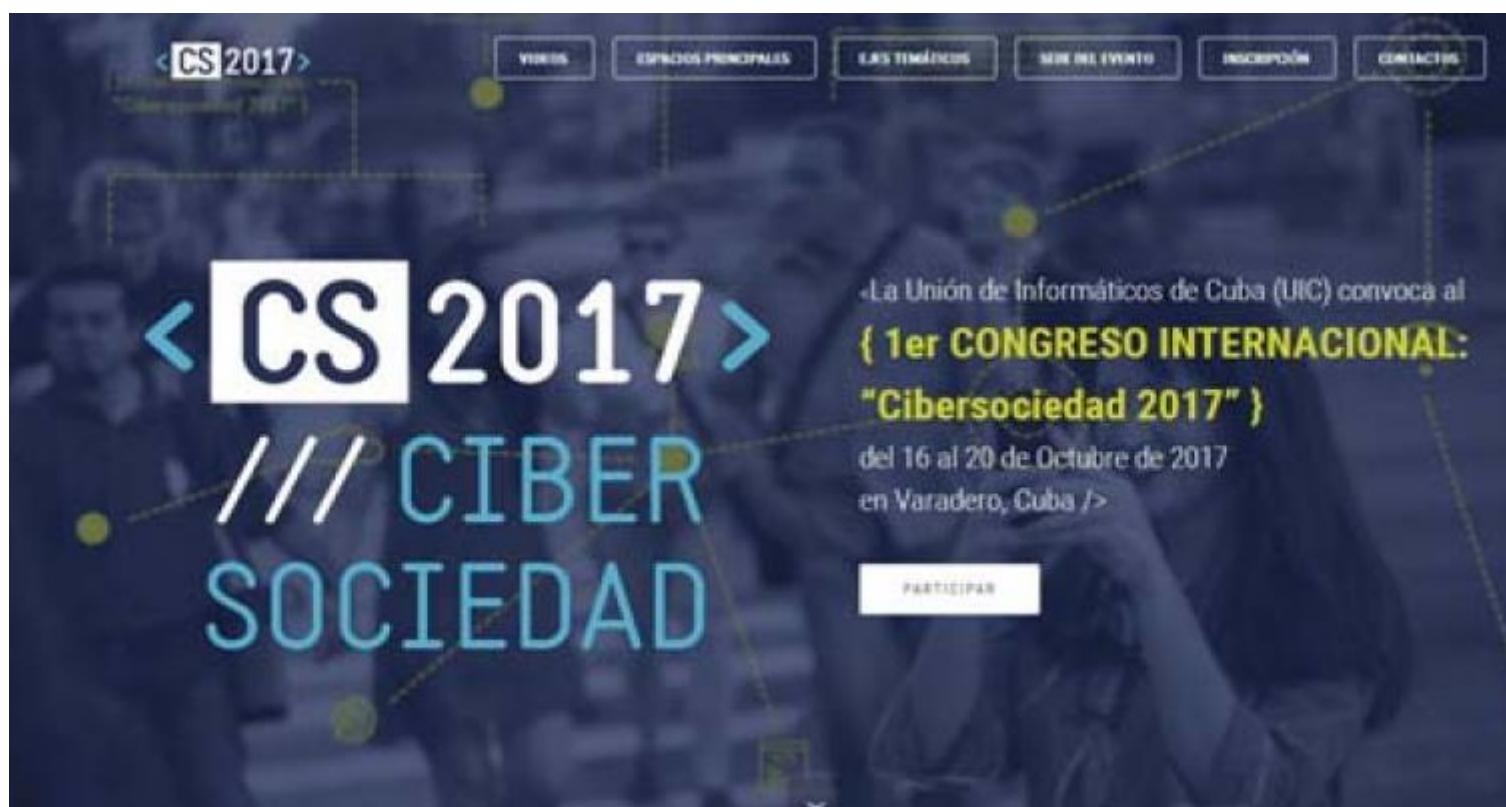 <CS 2017>
VIDEOS
ESPACIOS PRINCIPALES
EJES TEMÁTICOS
SEDE DEL EVENTO
INSCRIPCIÓN
CONTACTOS
"Cibersociedad 2017" }
< CS 2017 >
/// CIBER
SOCIEDAD
<La Unión de Informáticos de Cuba (UIC) convoca al
{ 1er CONGRESO INTERNACIONAL:
“Cibersociedad 2017” }
del 16 al 20 de Octubre de 2017
en Varadero, Cuba />
PARTICIPAR